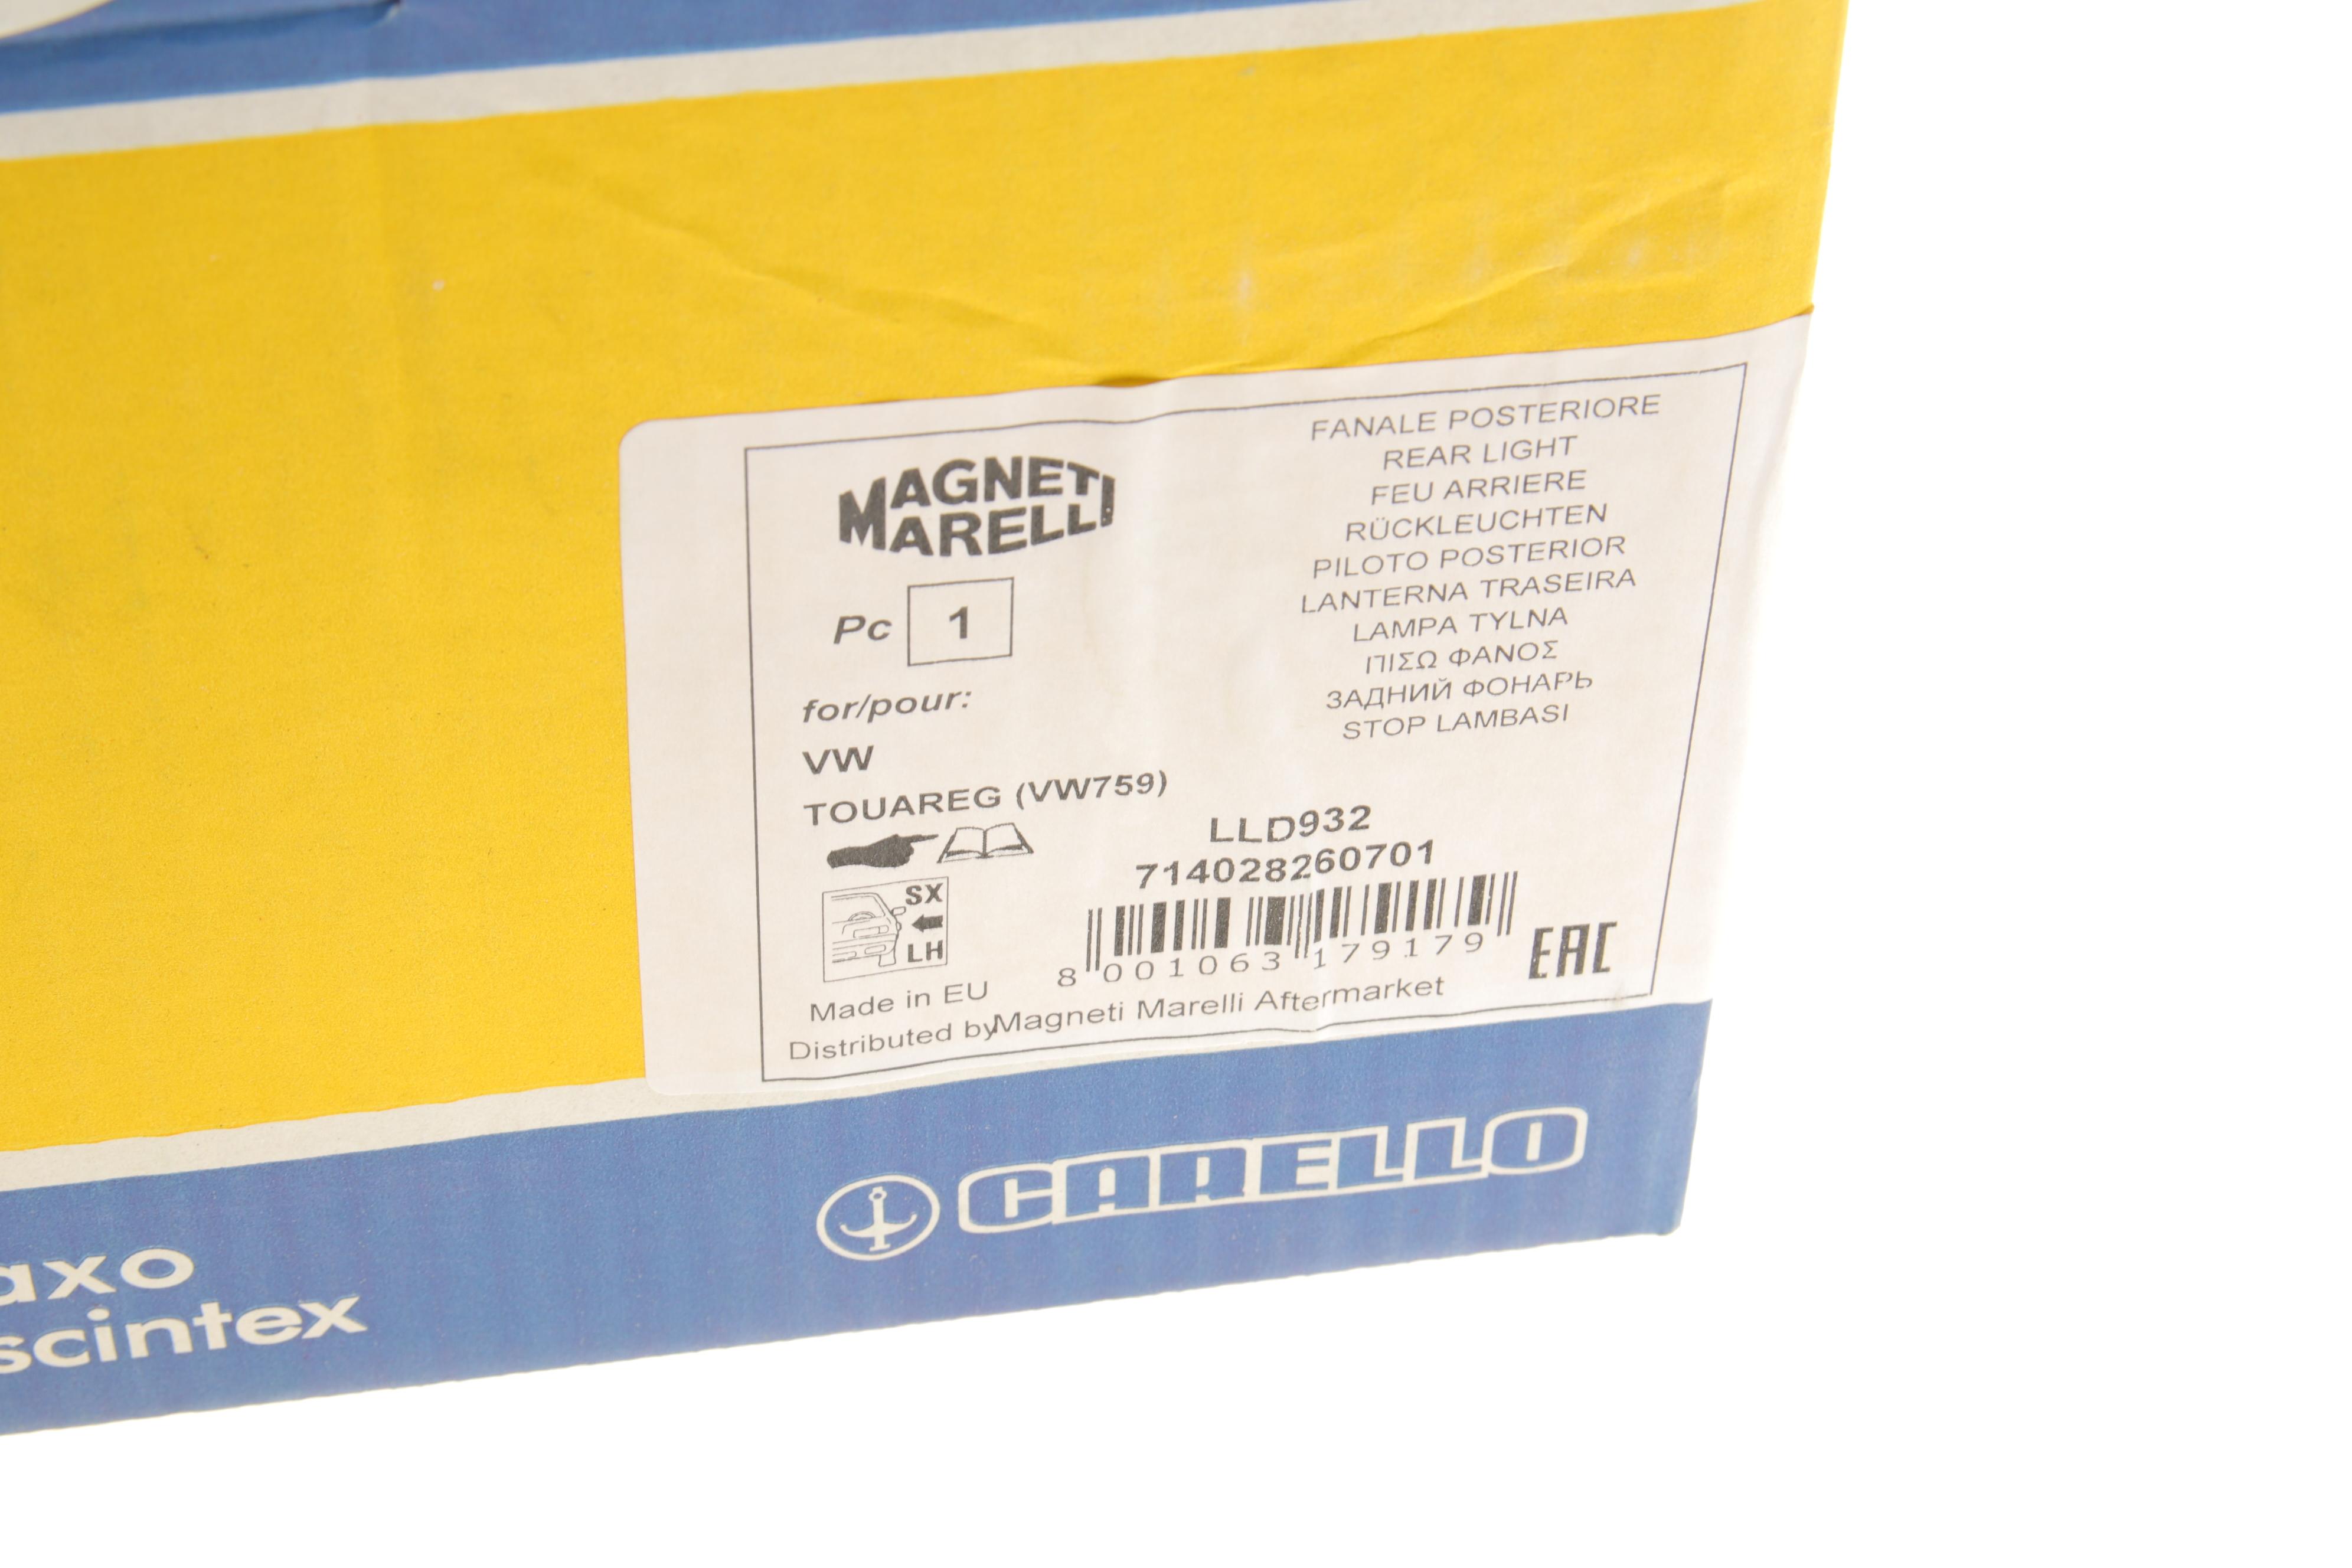 MAGNETI
MARELLI
Pc 1
for/pour:
VW
TOUAREG (VW759)
FANALE POSTERIORE
REAR LIGHT
FEU ARRIERE
RÜCKLEUCHTEN
PILOTO POSTERIOR
LANTERNA TRASEIRA
LAMPA TYLNA
ΠΙΣΩ ΦΑΝΟΣ
ЗАДНИЙ ФОНАРЬ
STOP LAMBASI
LLD932
714028260701
SX
LH
8 001063 179179
EAC
Made in EU
Distributed by Magneti Marelli Aftermarket
CARELLO
axo
scintex